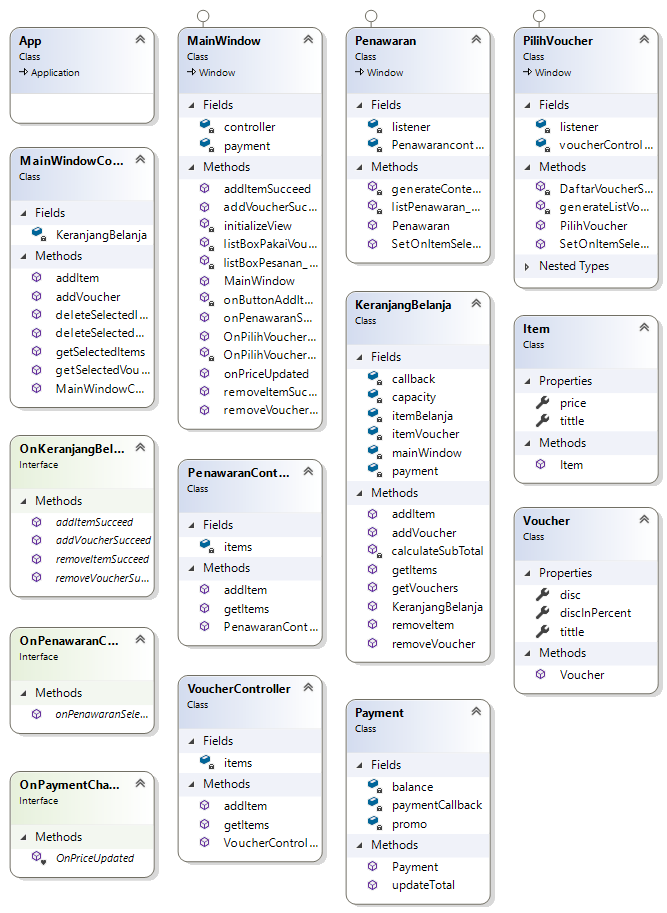 App
Class
Application
MainWindowCo...
Class
Fields
KeranjangBelanja
Methods
addItem
addVoucher
deleteSelectedI...
deleteSelected...
getSelectedItems
getSelectedVou...
MainWindowC...
OnKeranjangBel...
Interface
Methods
addItemSucceed
addVoucherSucceed
removeItemSucceed
removeVoucherSu...
OnPenawaranC...
Interface
Methods
onPenawaranSele...
OnPaymentCha...
Interface
Methods
OnPriceUpdated
MainWindow
Class
Window
Fields
controller
payment
Methods
addItemSucceed
addVoucherSuc...
initializeView
listBoxPakaiVou...
listBoxPesanan_...
MainWindow
onButtonAddIt...
onPenawaranS...
OnPilihVoucher...
OnPilihVoucher...
onPriceUpdated
removeItemSuc...
removeVoucher...
PenawaranCont...
Class
Fields
items
Methods
addItem
getItems
PenawaranCont...
VoucherController
Class
Fields
items
Methods
addItem
getItems
VoucherControl...
Penawaran
Class
Window
Fields
listener
Penawarancont...
Methods
generateConte...
listPenawaran_...
Penawaran
SetOnItemSele...
KeranjangBelanja
Class
Fields
callback
capacity
itemBelanja
itemVoucher
mainWindow
payment
Methods
addItem
addVoucher
calculateSubTotal
getItems
getVouchers
KeranjangBelanja
removeItem
removeVoucher
Payment
Class
Fields
balance
paymentCallback
promo
Methods
Payment
updateTotal
PilihVoucher
Class
Window
Fields
listener
voucherControl...
Methods
DaftarVoucherS...
generateListVo...
PilihVoucher
SetOnItemSele...
Nested Types
Item
Class
Properties
price
tittle
Methods
Item
Voucher
Class
Properties
disc
discInPercent
tittle
Methods
Voucher